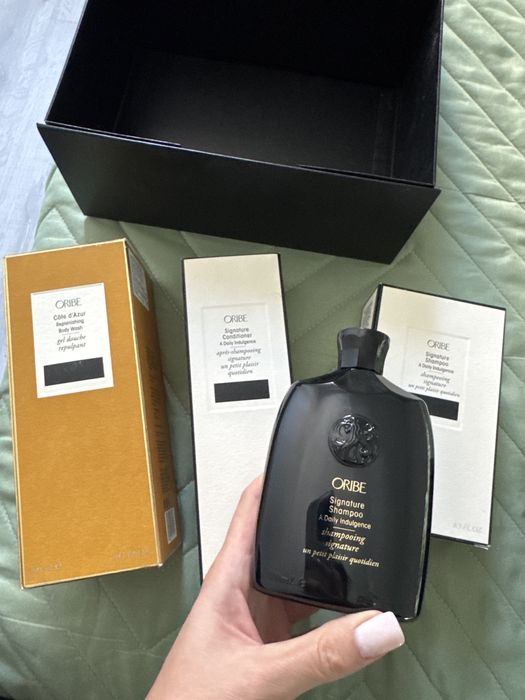 ORIBE
Côte d'Azur
Replenishing
Body Wash
gel douche
repulpant
ORIBE
Signature
Conditioner
A Daily Indulgence
après-shampooing
signature
un petit plaisir
quotidien
ORIBE
Signature
Shampoo
A Daily Indulgence
shampooing
signature
un petit plaisir
quotidien
ORIBE
Signature
Shampoo
A Daily Indulgence
shampooing
signature
un petit plaisir quotidien